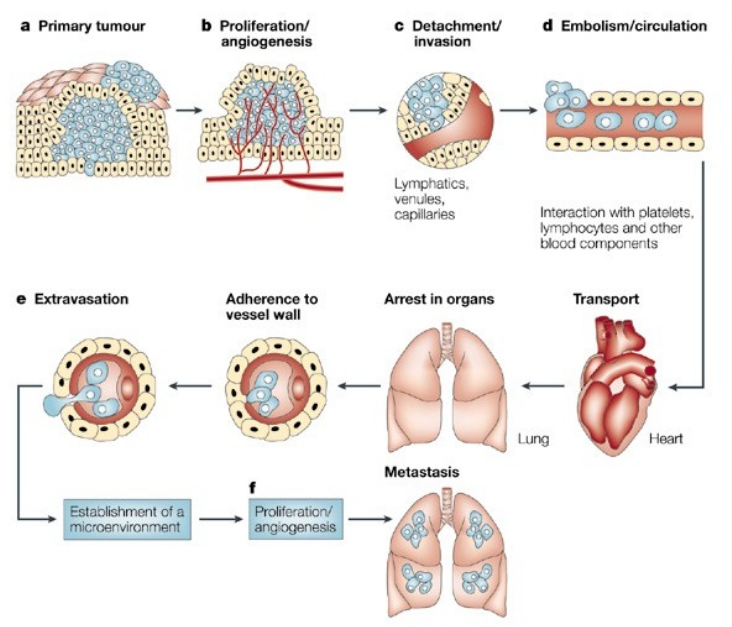 a Primary tumour
b Proliferation/
angiogenesis
c Detachment/
invasion
d Embolism/circulation
Lymphatics,
venules,
capillaries
Interaction with platelets,
lymphocytes and other
blood components
e Extravasation
Adherence to
vessel wall
Arrest in organs
Transport
Lung
Heart
Metastasis
Establishment of a
microenvironment
f
Proliferation/
angiogenesis